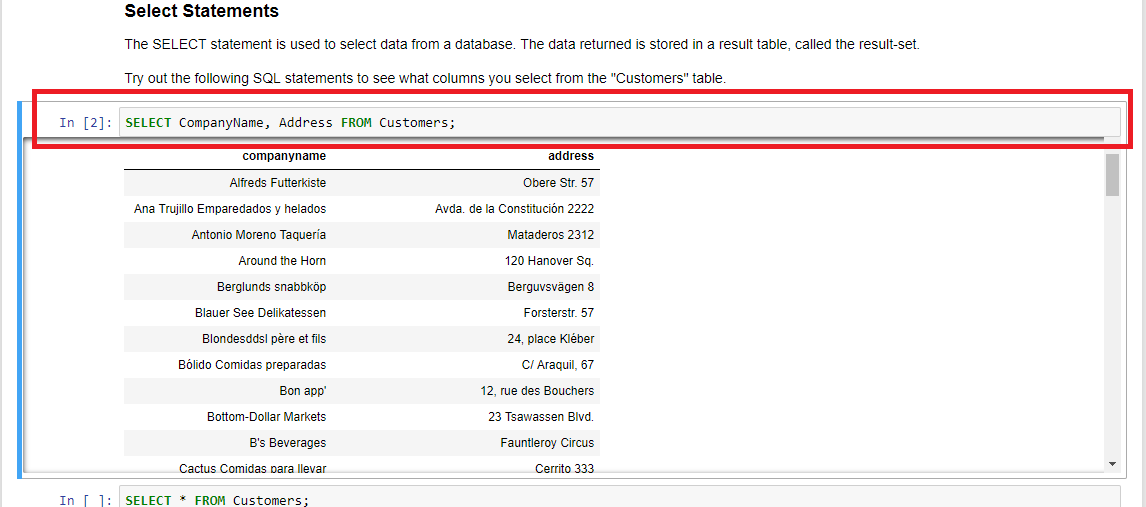 Select Statements
The SELECT statement is used to select data from a database. The data returned is stored in a result table, called the result-set.
Try out the following SQL statements to see what columns you select from the "Customers" table.
In [2]: SELECT CompanyName, Address FROM Customers;
companyname address
Alfreds Futterkiste Obere Str. 57
Ana Trujillo Emparedados y helados Avda. de la Constitución 2222
Antonio Moreno Taquería Mataderos 2312
Around the Horn 120 Hanover Sq.
Berglunds snabbköp Berguvsvägen 8
Blauer See Delikatessen Forsterstr. 57
Blondesddsl père et fils 24, place Kléber
Bólido Comidas preparadas C/ Araquil, 67
Bon app' 12, rue des Bouchers
Bottom-Dollar Markets 23 Tsawassen Blvd.
B's Beverages Fauntleroy Circus
Cactus Comidas para llevar Cerrito 333
In [ ]: SELECT * FROM Customers;